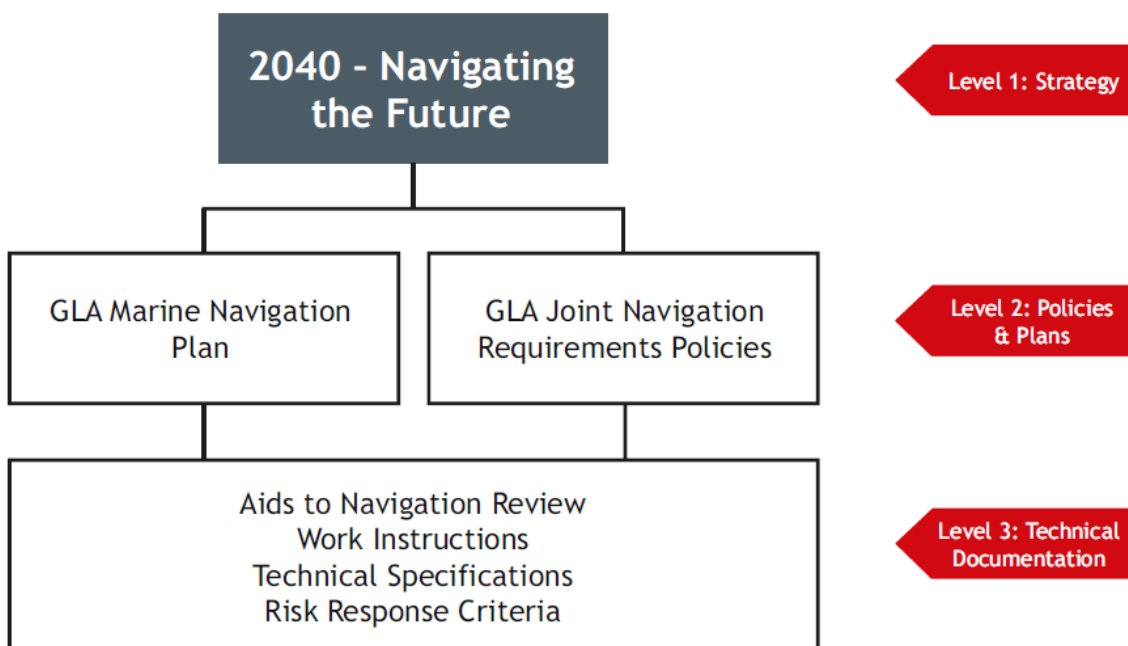 2040 - Navigating
the Future
Level 1: Strategy
GLA Marine Navigation
Plan
GLA Joint Navigation
Requirements Policies
Level 2: Policies
& Plans
Aids to Navigation Review
Work Instructions
Technical Specifications
Risk Response Criteria
Level 3: Technical
Documentation